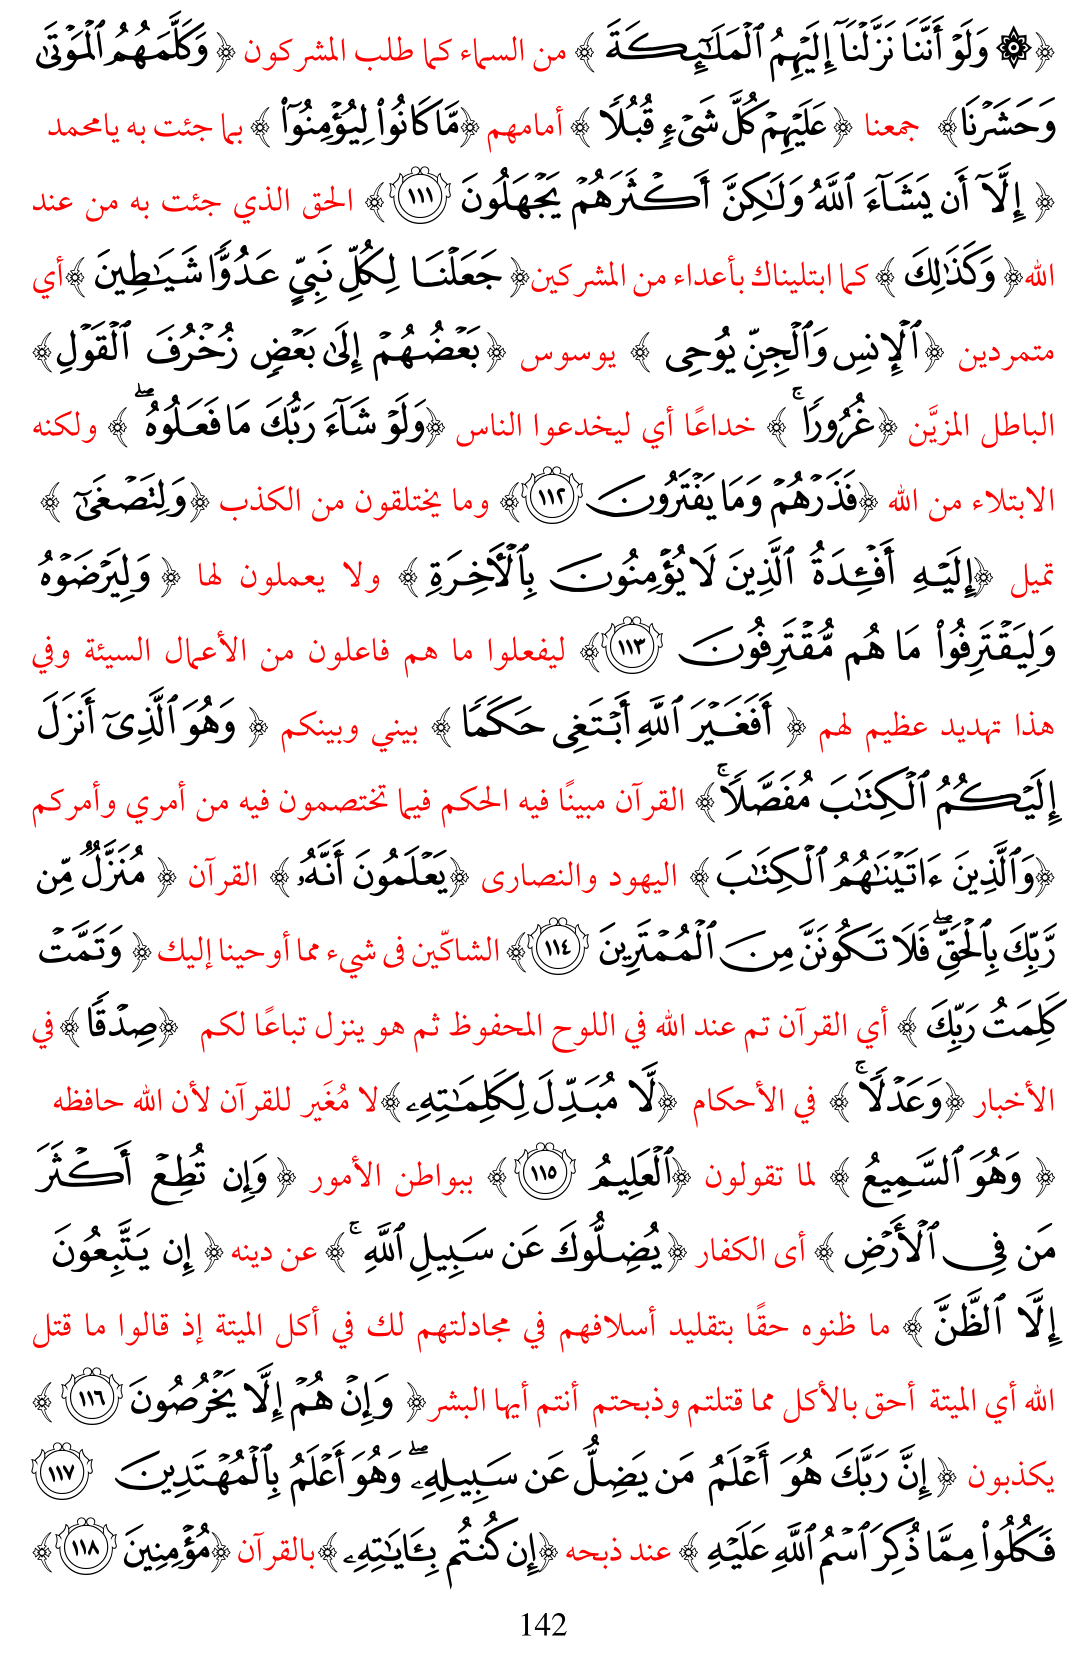 ﴿ ۞ وَلَوْ أَنَّنَا نَزَّلْنَآ إِلَيْهِمُ ٱلْمَلَـٰٓئِكَةَ ﴾ من السماء كما طلب المشركون ﴿ وَكَلَّمَهُمُ ٱلْمَوْتَىٰ
وَحَشَرْنَا﴾ جمعنا ﴿ عَلَيْهِمْ كُلَّ شَىْءٍ قُبُلًا ﴾ أمامهم ﴿مَّا كَانُوا۟ لِيُؤْمِنُوٓا۟ ﴾ بما جئت به يامحمد
﴿ إِلَّآ أَن يَشَآءَ ٱللَّهُ وَلَـٰكِنَّ أَكْثَرَهُمْ يَجْهَلُونَ ١١١﴾ الحق الذي جئت به من عند
الله﴿ وَكَذَٰلِكَ ﴾ كما ابتليناك بأعداء من المشركين﴿ جَعَلْنَا لِكُلِّ نَبِىٍّ عَدُوًّا شَيَـٰطِينَ ﴾أي
متمردين ﴿ ٱلْإِنسِ وَٱلْجِنِّ يُوحِى ﴾ يوسوس ﴿بَعْضُهُمْ إِلَىٰ بَعْضٍ زُخْرُفَ ٱلْقَوْلِ﴾
الباطل المزيَّن ﴿غُرُورًا ۚ ﴾ خداعًا أي ليخدعوا الناس ﴿وَلَوْ شَآءَ رَبُّكَ مَا فَعَلُوهُ ۖ ﴾ ولكنه
الابتلاء من الله ﴿فَذَرْهُمْ وَمَا يَفْتَرُونَ ١١٢﴾ وما يختلقون من الكذب ﴿وَلِتَصْغَىٰٓ ﴾
تميل ﴿إِلَيْهِ أَفْـِٔدَةُ ٱلَّذِينَ لَا يُؤْمِنُونَ بِٱلْـَٔاخِرَةِ ﴾ ولا يعملون لها ﴿ وَلِيَرْضَوْهُ
وَلِيَقْتَرِفُوا۟ مَا هُم مُّقْتَرِفُونَ ١١٣﴾ ليفعلوا ما هم فاعلون من الأعمال السيئة وفي
هذا تهديد عظيم لهم ﴿ أَفَغَيْرَ ٱللَّهِ أَبْتَغِى حَكَمًا ﴾ بيني وبينكم ﴿ وَهُوَ ٱلَّذِىٓ أَنزَلَ
إِلَيْكُمُ ٱلْكِتَـٰبَ مُفَصَّلًا ۚ ﴾ القرآن مبينًا فيه الحكم فيما تختصمون فيه من أمري وأمركم
﴿وَٱلَّذِينَ ءَاتَيْنَـٰهُمُ ٱلْكِتَـٰبَ ﴾ اليهود والنصارى ﴿يَعْلَمُونَ أَنَّهُۥ ﴾ القرآن ﴿ مُنَزَّلٌ مِّن
رَّبِّكَ بِٱلْحَقِّ ۖ فَلَا تَكُونَنَّ مِنَ ٱلْمُمْتَرِينَ ١١٤﴾ الشاكّين فى شيء مما أوحينا إليك ﴿ وَتَمَّتْ
كَلِمَتُ رَبِّكَ ﴾ أي القرآن تم عند الله في اللوح المحفوظ ثم هو ينزل تباعًا لكم ﴿صِدْقًا ﴾ في
الأخبار ﴿وَعَدْلًا ۚ ﴾ في الأحكام ﴿لَّا مُبَدِّلَ لِكَلِمَـٰتِهِۦ ﴾لا مُغَير للقرآن لأن الله حافظه
﴿ وَهُوَ ٱلسَّمِيعُ ﴾ لما تقولون ﴿ٱلْعَلِيمُ ١١٥﴾ ببواطن الأمور ﴿ وَإِن تُطِعْ أَكْثَرَ
مَن فِى ٱلْأَرْضِ ﴾ أى الكفار ﴿يُضِلُّوكَ عَن سَبِيلِ ٱللَّهِ ۚ ﴾ عن دينه ﴿ إِن يَتَّبِعُونَ
إِلَّا ٱلظَّنَّ ﴾ ما ظنوه حقًا بتقليد أسلافهم في مجادلتهم لك في أكل الميتة إذ قالوا ما قتل
الله أي الميتة أحق بالأكل مما قتلتم وذبحتم أنتم أيها البشر﴿ وَإِنْ هُمْ إِلَّا يَخْرُصُونَ ١١٦ ﴾
يكذبون ﴿ إِنَّ رَبَّكَ هُوَ أَعْلَمُ مَن يَضِلُّ عَن سَبِيلِهِۦ ۖ وَهُوَ أَعْلَمُ بِٱلْمُهْتَدِينَ ١١٧
فَكُلُوا۟ مِمَّا ذُكِرَ ٱسْمُ ٱللَّهِ عَلَيْهِ ﴾ عند ذبحه ﴿إِن كُنتُم بِـَٔايَـٰتِهِۦ ﴾بالقرآن ﴿مُؤْمِنِينَ ١١٨﴾
142